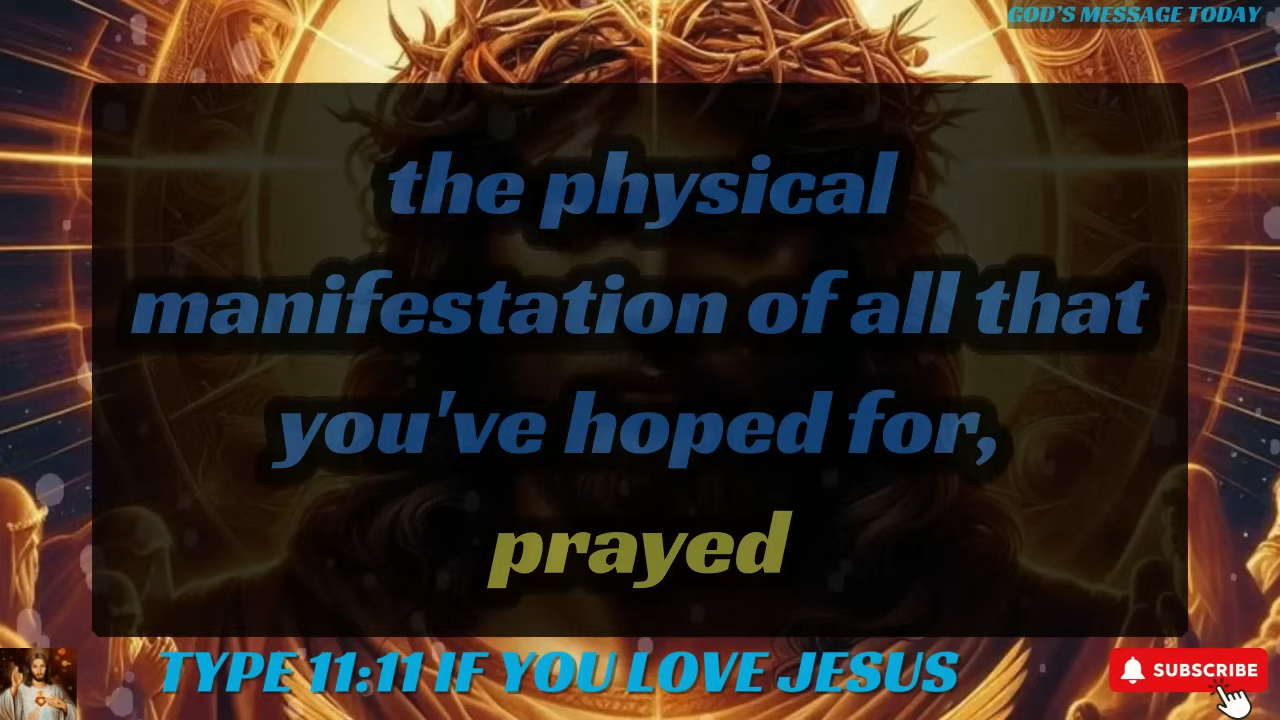 GOD'S MESSAGE TODAY
the physical
manifestation of all that
you've hoped for,
prayed
TYPE 11:11 IF YOU LOVE JESUS
SUBSCRIBE